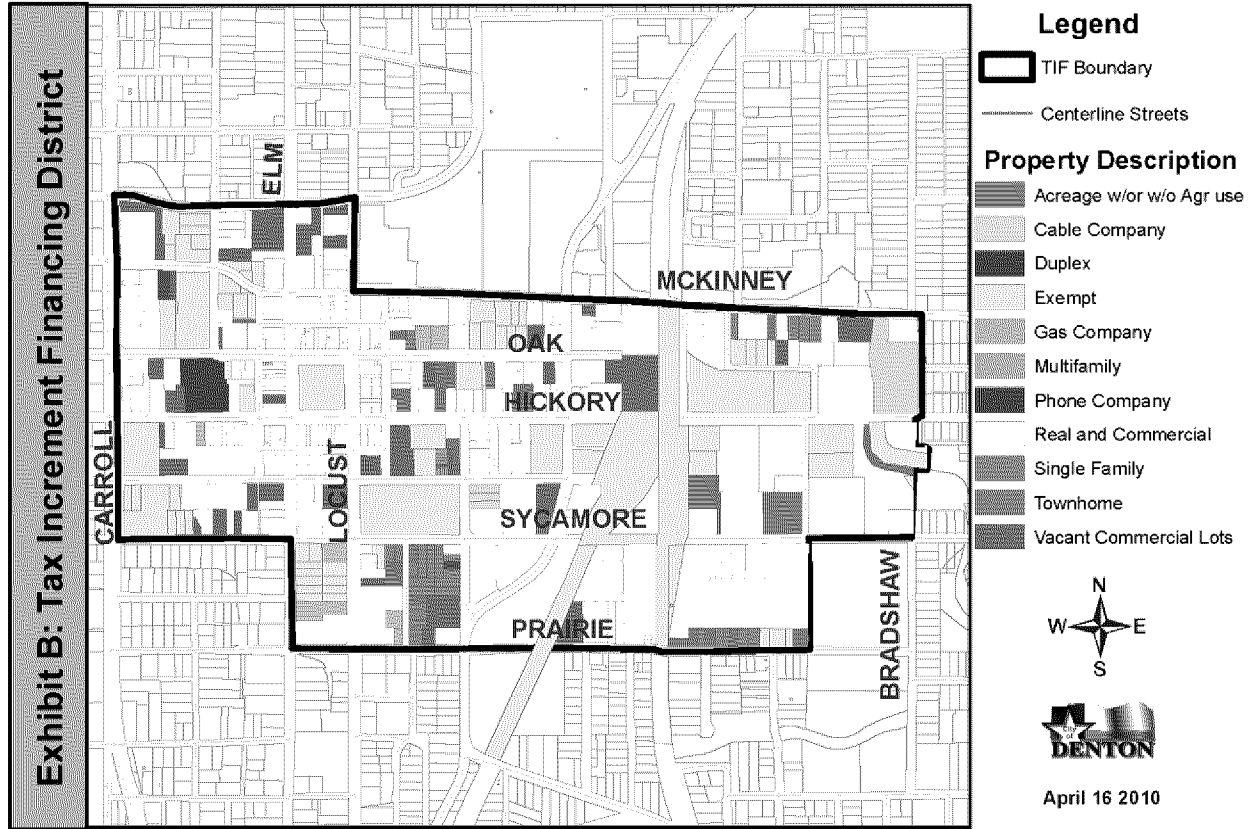 Exhibit B: Tax Increment Financing District
ELM
MCKINNEY
OAK
HICKORY
CARROLL
LOCUST
SYCAMORE
PRAIRIE
BRADSHAW
Legend
TIF Boundary
Centerline Streets
Property Description
Acreage w/or w/o Agr use
Cable Company
Duplex
Exempt
Gas Company
Multifamily
Phone Company
Real and Commercial
Single Family
Townhome
Vacant Commercial Lots
N
W E
S
City
of
DENTON
April 16 2010